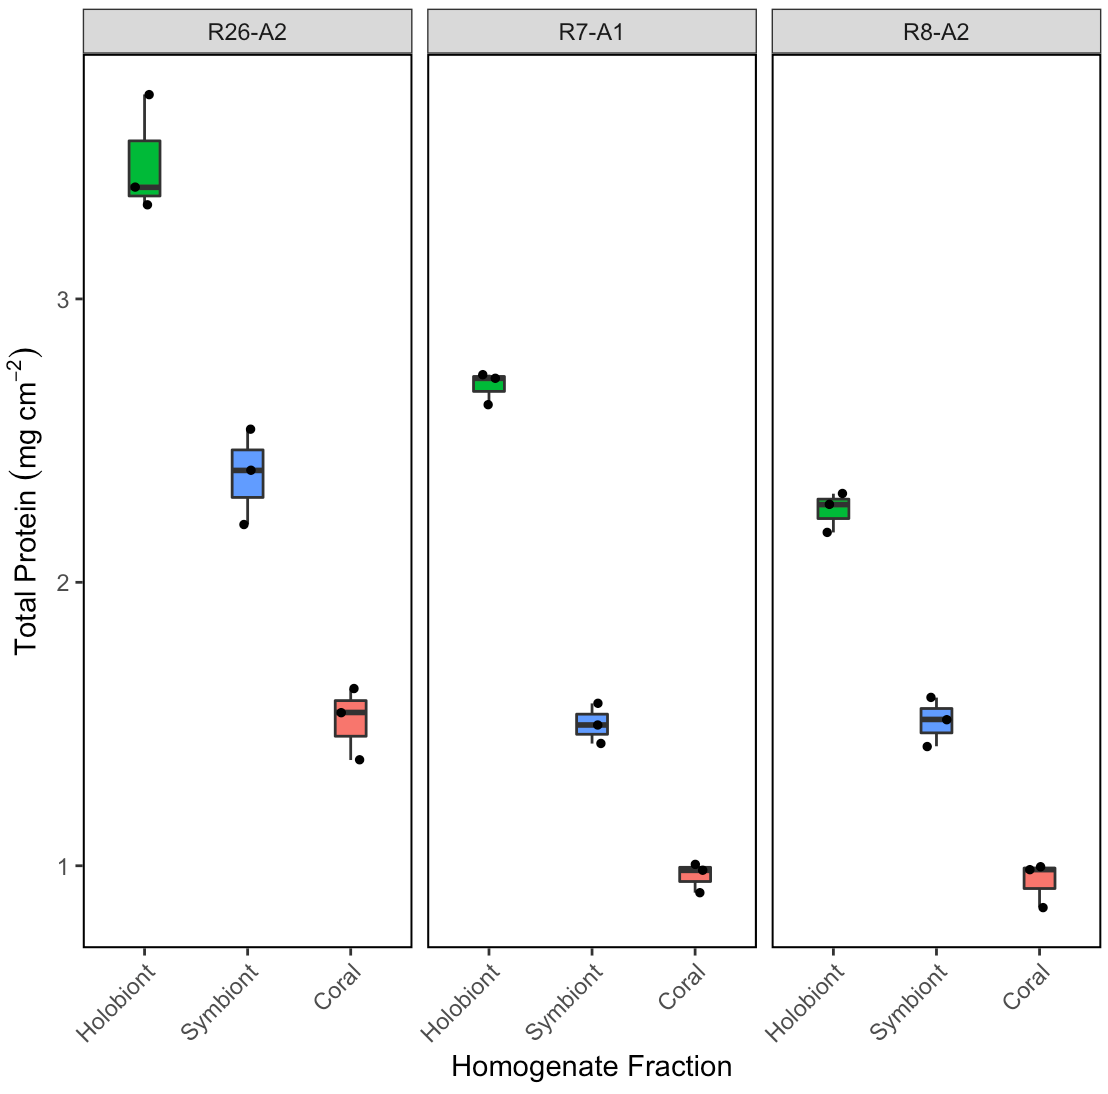 R26-A2 R7-A1 R8-A2
Total Protein (mg cm⁻²)
3
2
1
Holobiont Symbiont Coral Holobiont Symbiont Coral Holobiont Symbiont Coral
Homogenate Fraction